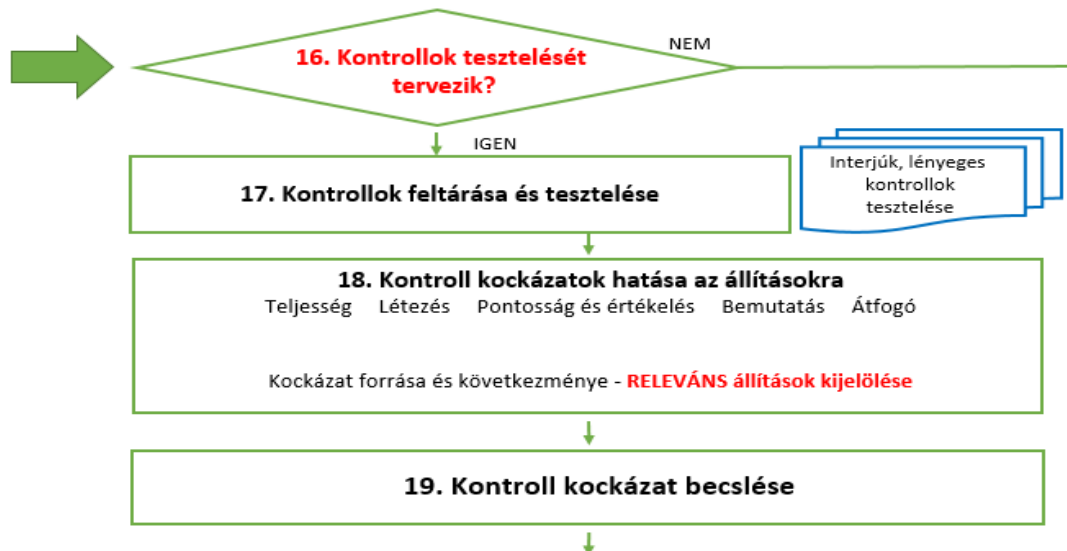 16. Kontrollok tesztelését
tervezik?
NEM
IGEN
17. Kontrollok feltárása és tesztelése
Interjúk, lényeges
kontrollok
tesztelése
18. Kontroll kockázatok hatása az állításokra
Teljesség Létezés Pontosság és értékelés Bemutatás Átfogó
Kockázat forrása és következménye - RELEVÁNS állítások kijelölése
19. Kontroll kockázat becslése